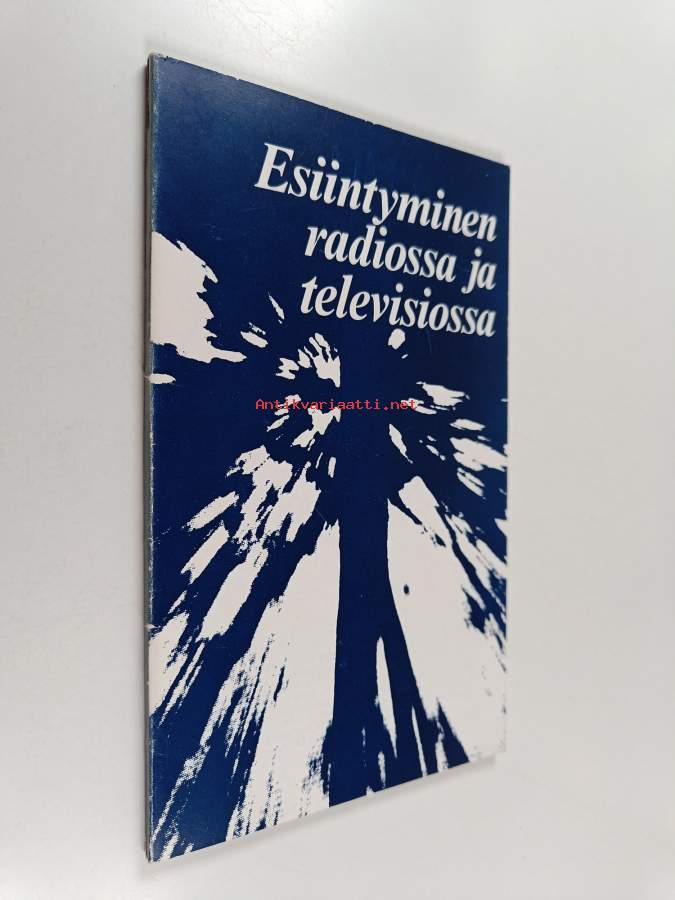 Esiintyminen
radiossa ja
televisiossa
Antikvariaatti.net